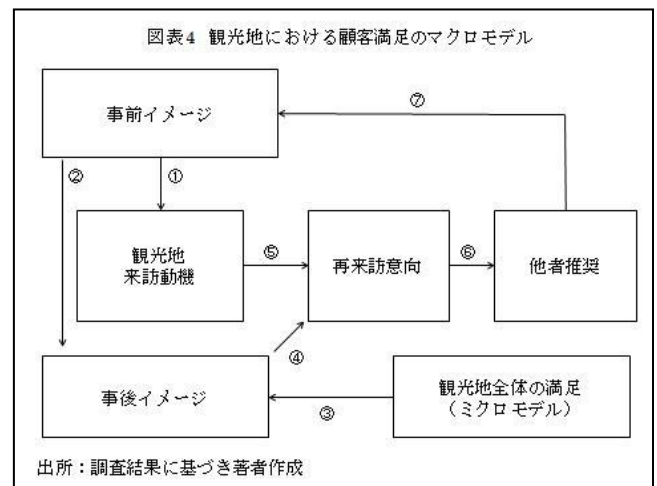 図表4 観光地における顧客満足のマクロモデル
事前イメージ
⑦
②
①
観光地
来訪動機
⑤
再来訪意向
⑥
他者推奨
④
事後イメージ
③
観光地全体の満足
（ミクロモデル）
出所：調査結果に基づき著者作成